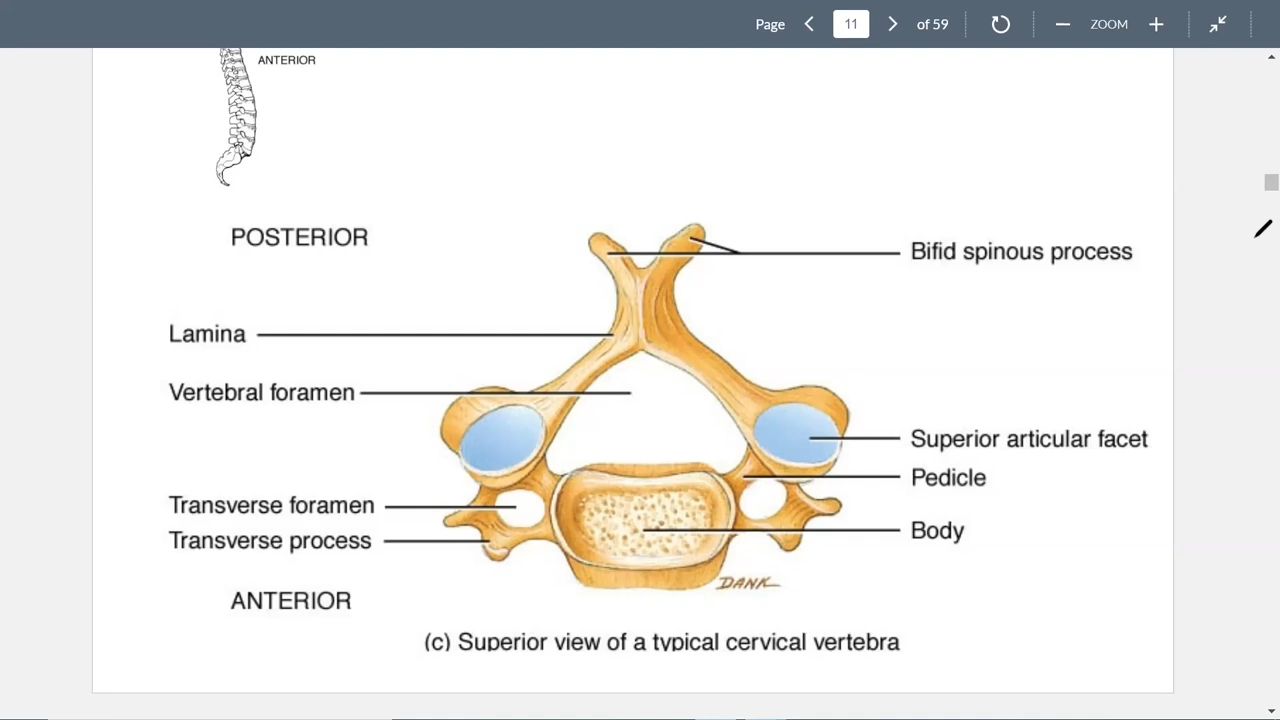 Page 11 of 59 ZOOM
ANTERIOR
POSTERIOR
Bifid spinous process
Lamina
Vertebral foramen
Superior articular facet
Pedicle
Transverse foramen
Body
Transverse process
DANK
ANTERIOR
(c) Superior view of a typical cervical vertebra